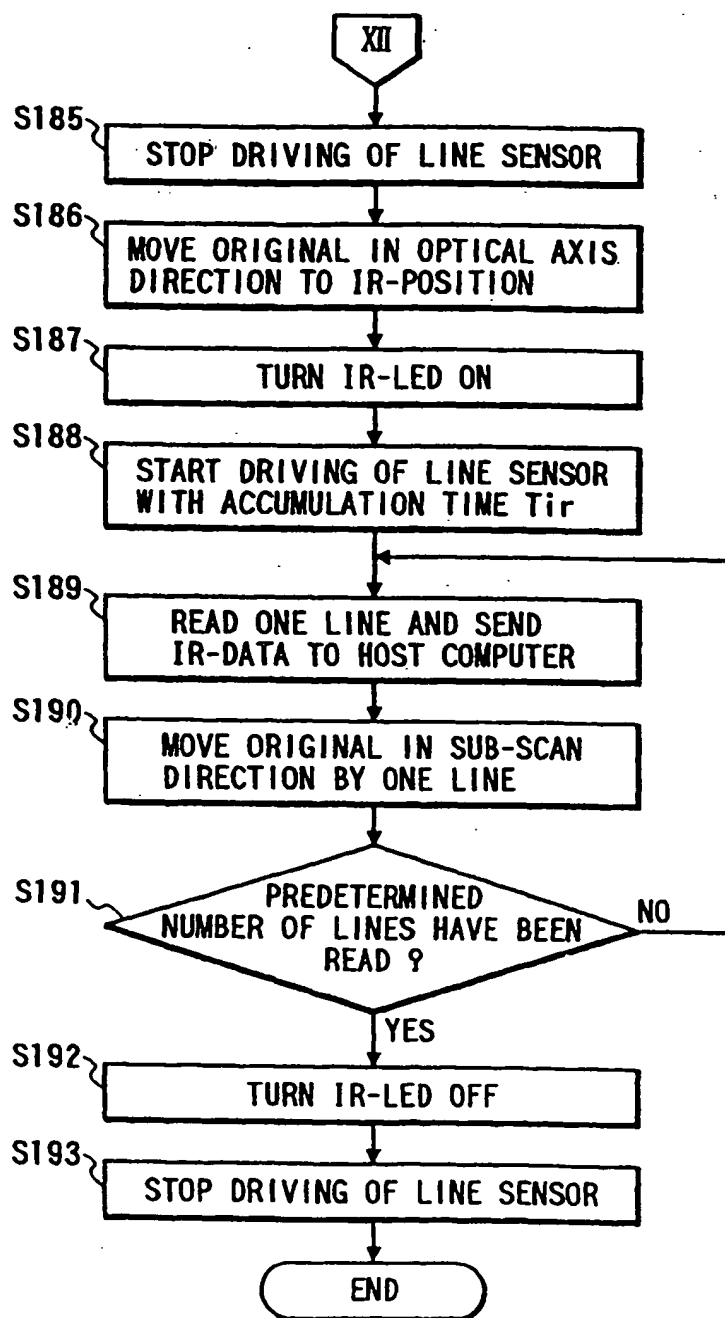 XII
S185
STOP DRIVING OF LINE SENSOR
S186
MOVE ORIGINAL IN OPTICAL AXIS
DIRECTION TO IR-POSITION
S187
TURN IR-LED ON
S188
START DRIVING OF LINE SENSOR
WITH ACCUMULATION TIME Tir
S189
READ ONE LINE AND SEND
IR-DATA TO HOST COMPUTER
S190
MOVE ORIGINAL IN SUB-SCAN
DIRECTION BY ONE LINE
S191
PREDETERMINED
NUMBER OF LINES HAVE BEEN
READ ?
NO
YES
S192
TURN IR-LED OFF
S193
STOP DRIVING OF LINE SENSOR
END